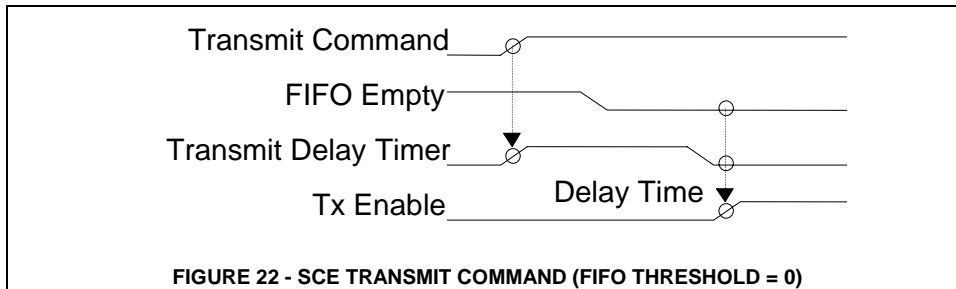 Transmit Command
FIFO Empty
Transmit Delay Timer
Delay Time
Tx Enable
FIGURE 22 - SCE TRANSMIT COMMAND (FIFO THRESHOLD = 0)